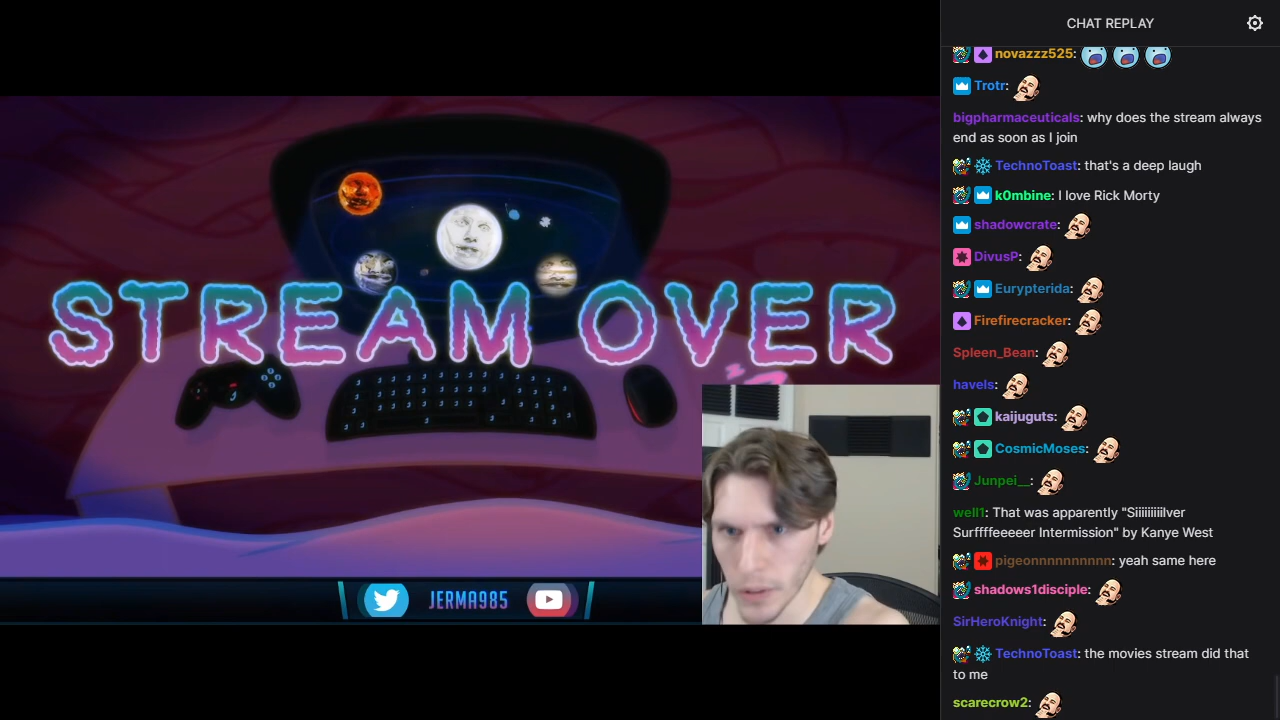 STREAM OVER
JERMA985
CHAT REPLAY
novazzz525:
Trotr:
bigpharmaceuticals: why does the stream always
end as soon as I join
TechnoToast: that's a deep laugh
k0mbine: I love Rick Morty
shadowcrate:
DivusP:
Eurypterida:
Firefirecracker:
Spleen_Bean:
havels:
kaijuguts:
CosmicMoses:
Junpei__:
well1: That was apparently "Siiiiiiiiilver
Surffffeeeeer Intermission" by Kanye West
pigeonnnnnnnnnn: yeah same here
shadows1disciple:
SirHeroKnight:
TechnoToast: the movies stream did that
to me
scarecrow2: